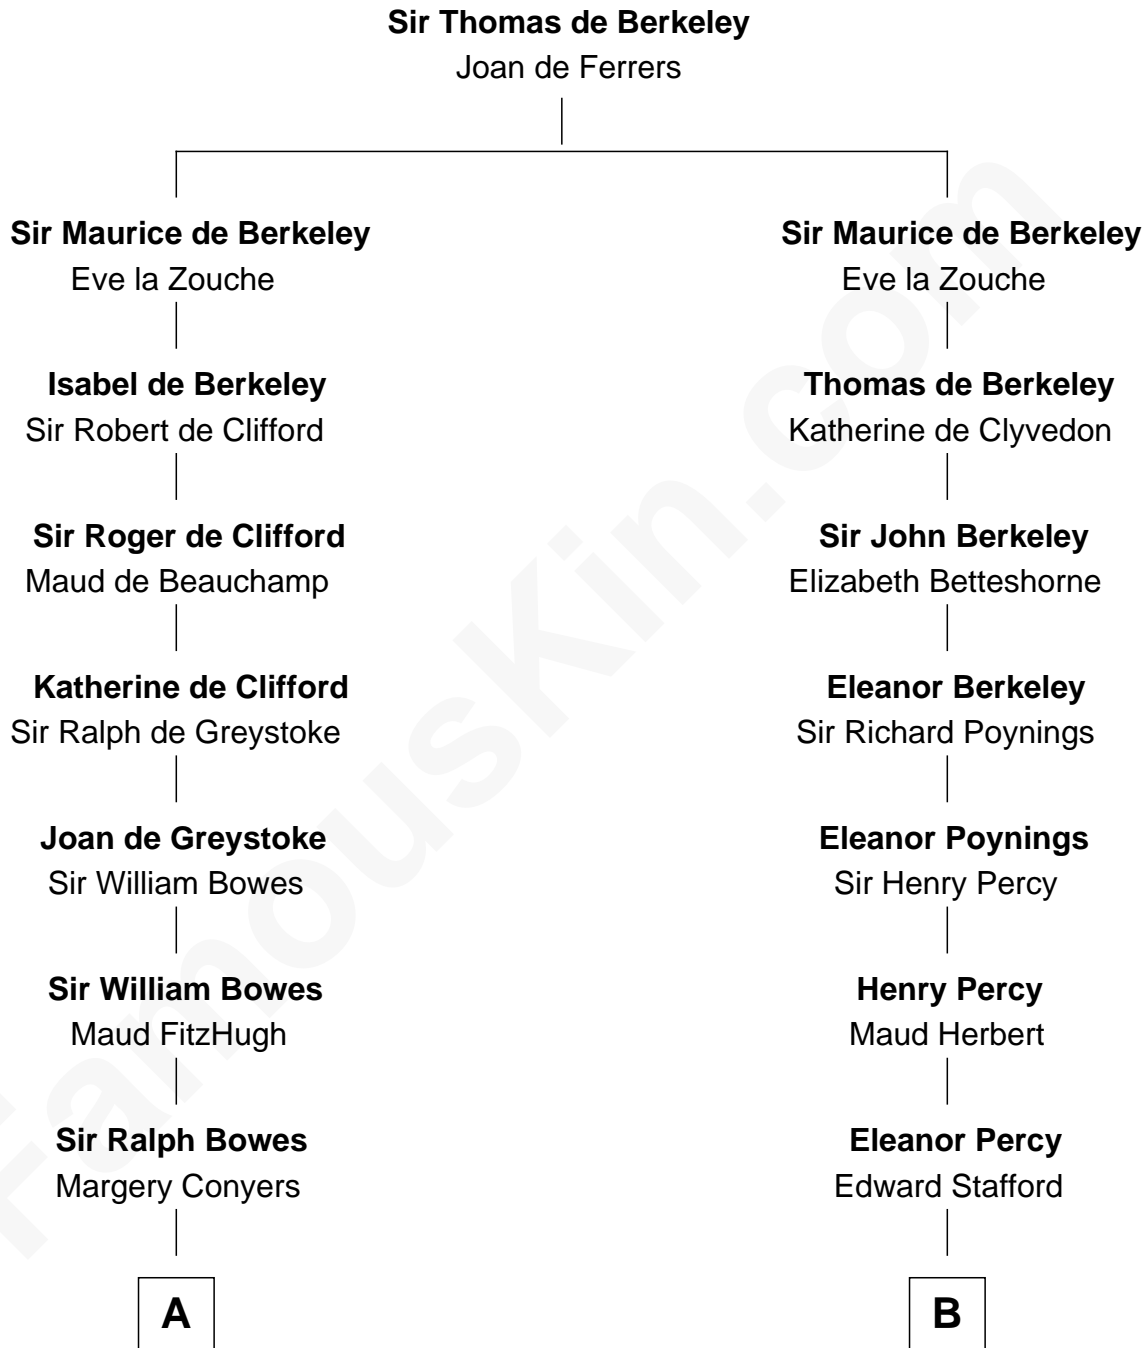 Sir Thomas de Berkeley
Joan de Ferrers
Sir Maurice de Berkeley
Eve la Zouche
Sir Maurice de Berkeley
Eve la Zouche
Isabel de Berkeley
Sir Robert de Clifford
Thomas de Berkeley
Katherine de Clyvedon
Sir Roger de Clifford
Maud de Beauchamp
Sir John Berkeley
Elizabeth Betteshorne
Katherine de Clifford
Sir Ralph de Greystoke
Eleanor Berkeley
Sir Richard Poynings
Joan de Greystoke
Sir William Bowes
Eleanor Poynings
Sir Henry Percy
Sir William Bowes
Maud FitzHugh
Henry Percy
Maud Herbert
Sir Ralph Bowes
Margery Conyers
Eleanor Percy
Edward Stafford
A
B
FamousKin.com